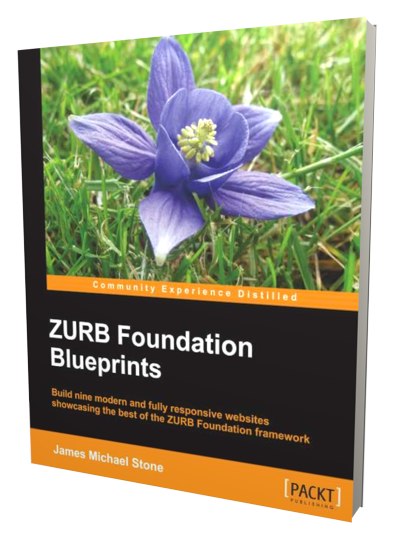 Community Experience Distilled
ZURB Foundation
Blueprints
Build nine modern and fully responsive websites
showcasing the best of the ZURB Foundation framework
James Michael Stone
[PACKT]
PUBLISHING